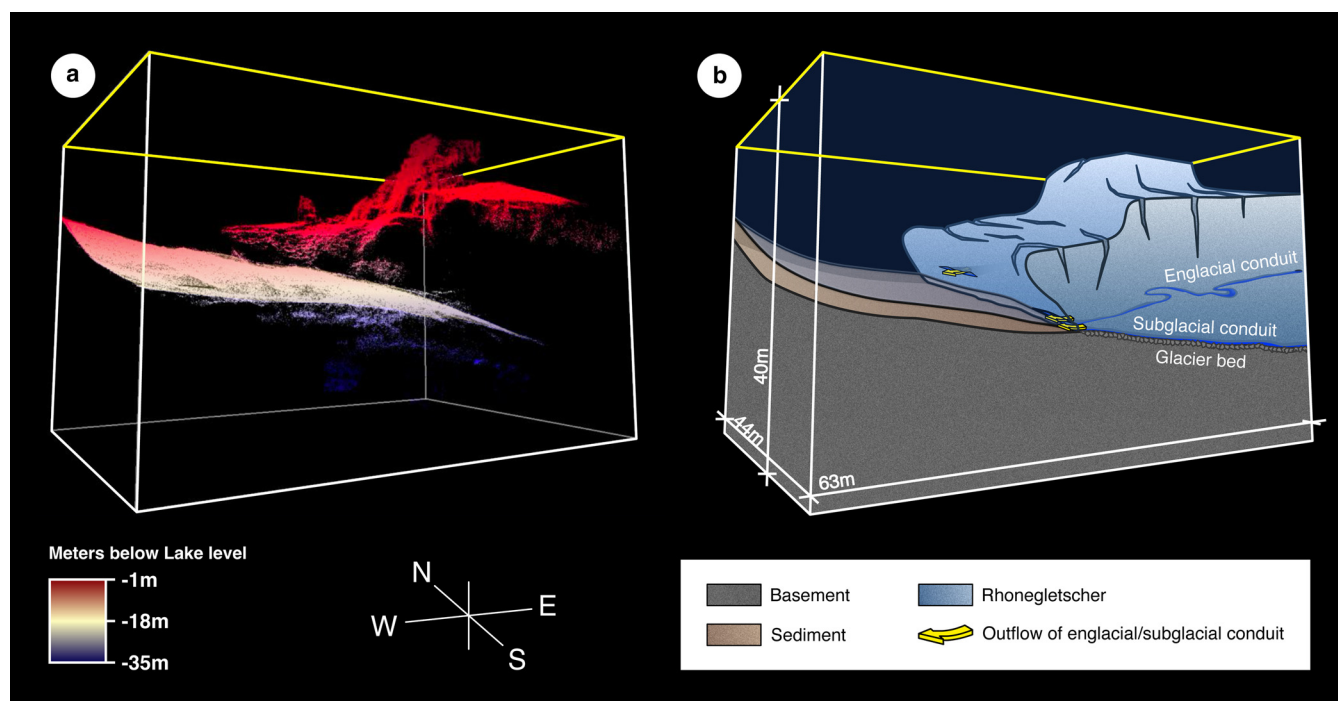 a
b
Englacial conduit
Subglacial conduit
Glacier bed
40m
44m
63m
Meters below Lake level
-1m
-18m
-35m
N
W
E
S
Basement
Sediment
Rhonegletscher
Outflow of englacial/subglacial conduit